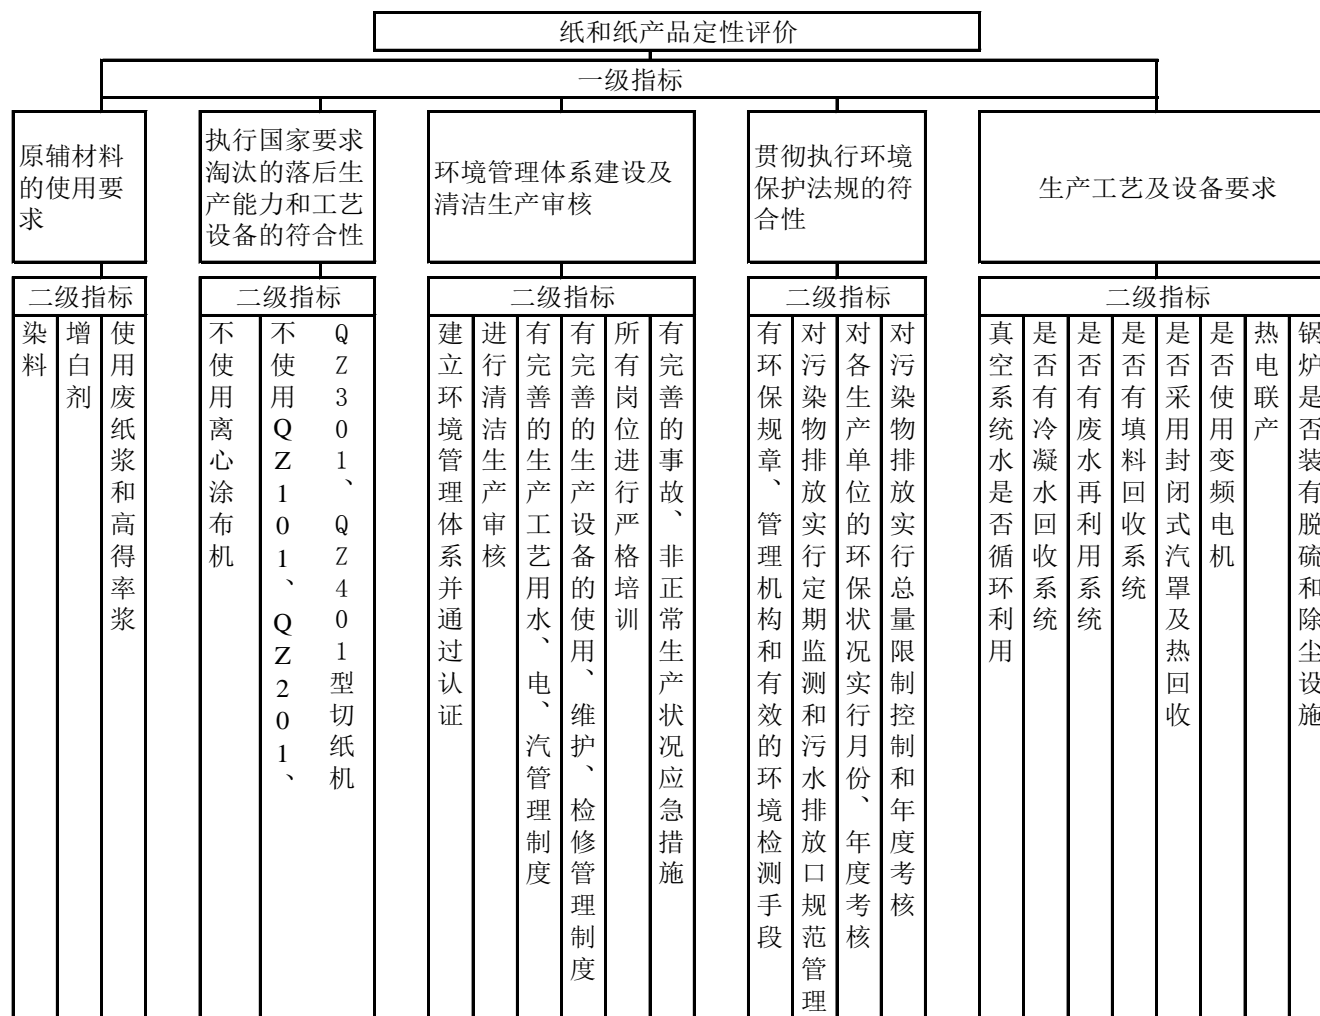 纸和纸产品定性评价
一级指标
原辅材料
的使用要
求
执行国家要求
淘汰的落后生
产能力和工艺
设备的符合性
环境管理体系建设及
清洁生产审核
贯彻执行环境
保护法规的符
合性
生产工艺及设备要求
二级指标
染料
增白剂
使用废纸浆和高得率浆
二级指标
不使用离心涂布机
不使用QZ101、QZ201、
QZ301、QZ401型切纸机
二级指标
建立环境管理体系并通过认证
进行清洁生产审核
有完善的生产工艺用水、电、汽管理制度
有完善的生产设备的使用、维护、检修管理制度
所有岗位进行严格培训
有完善的事故、非正常生产状况应急措施
二级指标
有环保规章、管理机构和有效的环境检测手段
对污染物排放实行定期监测和污水排放口规范管理
对各生产单位的环保状况实行月份、年度考核
对污染物排放实行总量限制控制和年度考核
二级指标
真空系统水是否循环利用
是否有冷凝水回收系统
是否有废水再利用系统
是否有填料回收系统
是否采用封闭式汽罩及热回收
是否使用变频电机
热电联产
锅炉是否装有脱硫和除尘设施